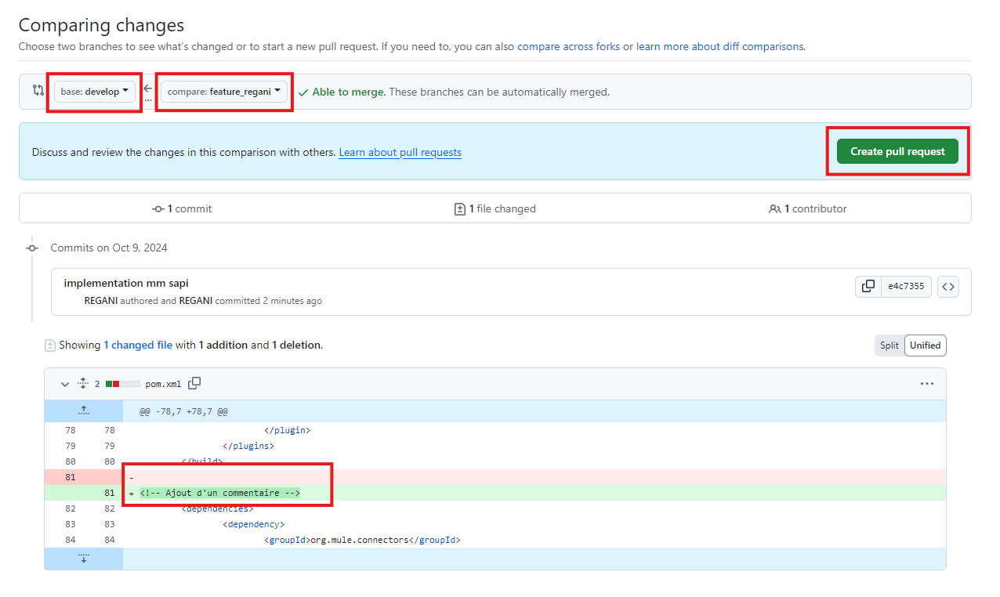 Comparing changes
Choose two branches to see what's changed or to start a new pull request. If you need to, you can also compare across forks or learn more about diff comparisons.
base: develop compare: feature_regani Able to merge. These branches can be automatically merged.
Discuss and review the changes in this comparison with others. Learn about pull requests Create pull request
1 commit 1 file changed 1 contributor
Commits on Oct 9, 2024
implementation mm sapi
REGANI authored and REGANI committed 2 minutes ago e4c7355
Showing 1 changed file with 1 addition and 1 deletion. Split Unified
2 pom.xml
@@ -78,7 +78,7 @@
78 78 </plugin>
79 79 </plugins>
80 80 </build>
81 -
81 + <!-- Ajout d'un commentaire -->
82 82 <dependencies>
83 83 <dependency>
84 84 <groupId>org.mule.connectors</groupId>